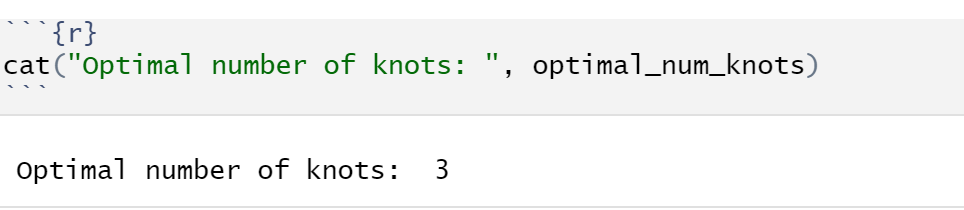 ```{r}
cat("Optimal number of knots: ", optimal_num_knots)
```
Optimal number of knots:  3